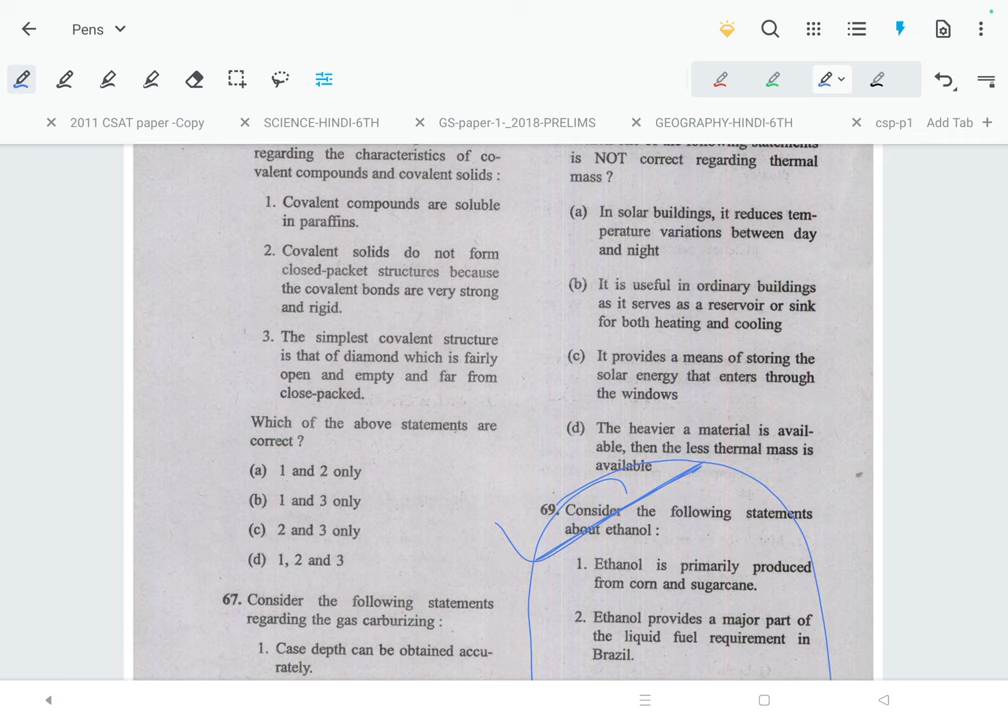 Pens
2011 CSAT paper -Copy
SCIENCE-HINDI-6TH
GS-paper-1-_2018-PRELIMS
GEOGRAPHY-HINDI-6TH
csp-p1
Add Tab
regarding the characteristics of co-
valent compounds and covalent solids :
1. Covalent compounds are soluble
in paraffins.
2. Covalent solids do not form
closed-packet structures because
the covalent bonds are very strong
and rigid.
3. The simplest covalent structure
is that of diamond which is fairly
open and empty and far from
close-packed.
Which of the above statements are
correct ?
(a) 1 and 2 only
(b) 1 and 3 only
(c) 2 and 3 only
(d) 1, 2 and 3
67. Consider the following statements
regarding the gas carburizing :
1. Case depth can be obtained accu-
rately.
is NOT correct regarding thermal
mass ?
(a) In solar buildings, it reduces tem-
perature variations between day
and night
(b) It is useful in ordinary buildings
as it serves as a reservoir or sink
for both heating and cooling
(c) It provides a means of storing the
solar energy that enters through
the windows
(d) The heavier a material is avail-
able, then the less thermal mass is
available
69. Consider the following statements
about ethanol :
1. Ethanol is primarily produced
from corn and sugarcane.
2. Ethanol provides a major part of
the liquid fuel requirement in
Brazil.